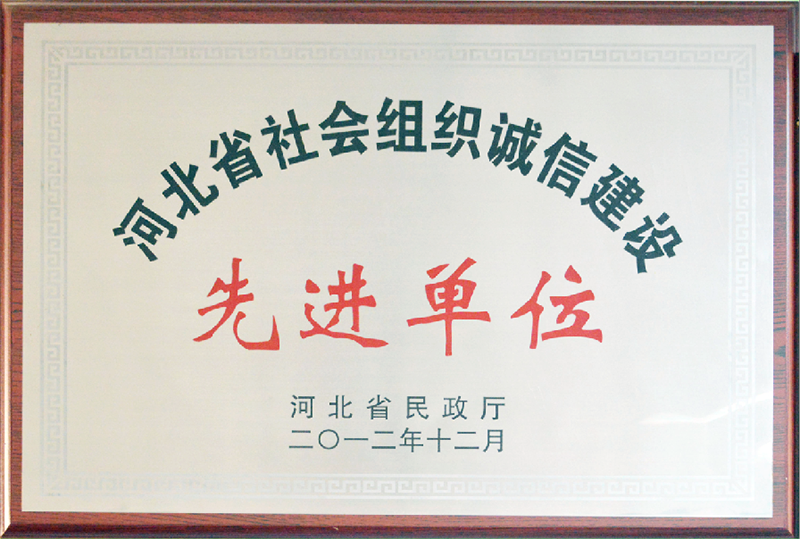 河北省社会组织诚信建设
先进单位
河北省民政厅
二〇一二年十二月